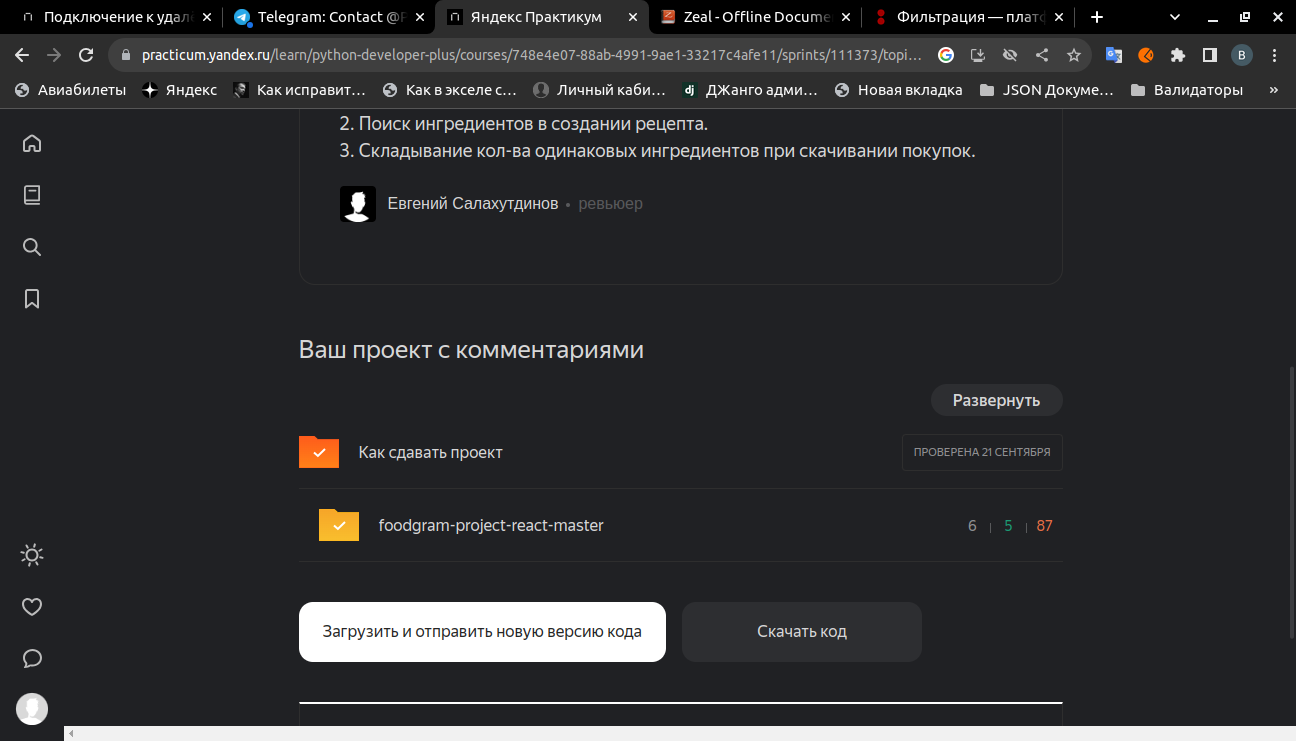 Подключение к удал
Telegram: Contact @P
Яндекс Практикум
Zeal - Offline Docume
Фильтрация — платф
practicum.yandex.ru/learn/python-developer-plus/courses/748e4e07-88ab-4991-9ae1-33217c4afe11/sprints/111373/topi...
B
Авиабилеты
Яндекс
Как исправит...
Как в экселе с...
Личный каби...
dj ДЖанго адми...
Новая вкладка
JSON Докуме...
Валидаторы
»
2. Поиск ингредиентов в создании рецепта.
3. Складывание кол-ва одинаковых ингредиентов при скачивании покупок.
Евгений Салахутдинов • ревьюер
Ваш проект с комментариями
Развернуть
Как сдавать проект
ПРОВЕРЕНА 21 СЕНТЯБРЯ
foodgram-project-react-master
6 | 5 | 87
Загрузить и отправить новую версию кода
Скачать код